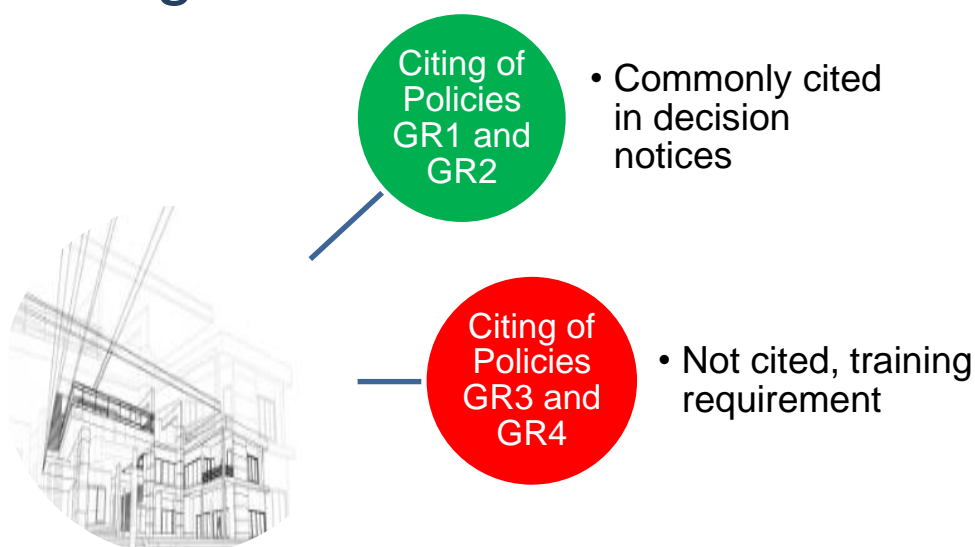 Citing of
Policies
GR1 and
GR2
• Commonly cited
in decision
notices
Citing of
Policies
GR3 and
GR4
• Not cited, training
requirement